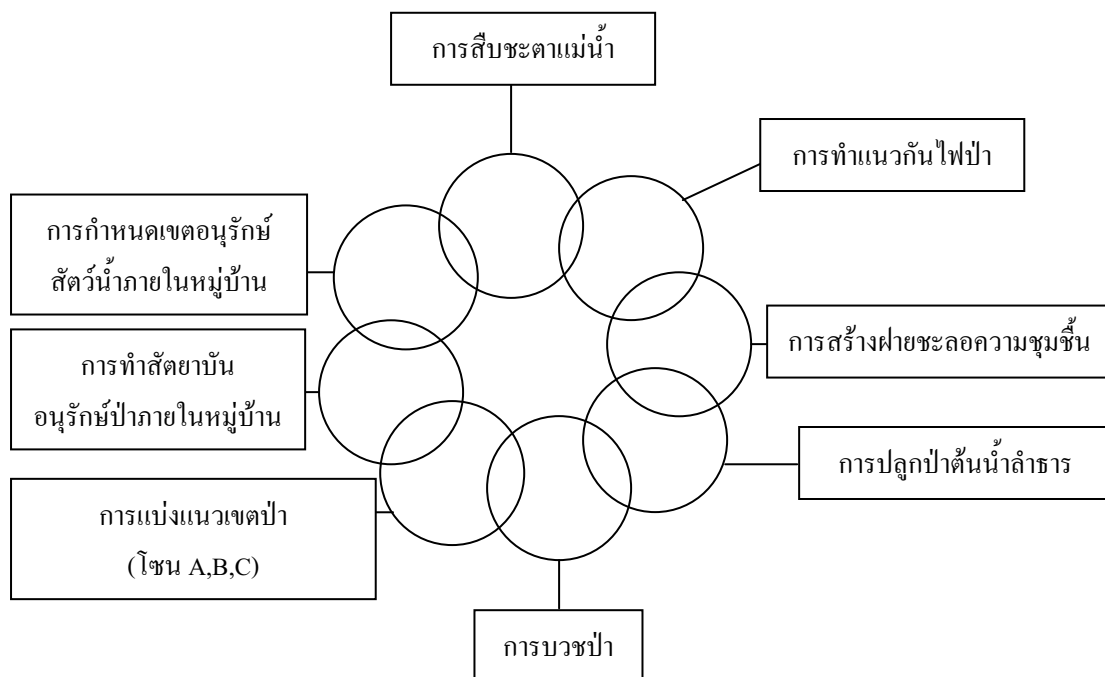 การสืบชะตาแม่น้ำ
การทำแนวกันไฟป่า
การกำหนดเขตอนุรักษ์
สัตว์น้ำภายในหมู่บ้าน
การสร้างฝายชะลอความชุมชื้น
การทำสัตยาบัน
อนุรักษ์ป่าภายในหมู่บ้าน
การปลูกป่าต้นน้ำลำธาร
การแบ่งแนวเขตป่า
(โซน A,B,C)
การบวชป่า